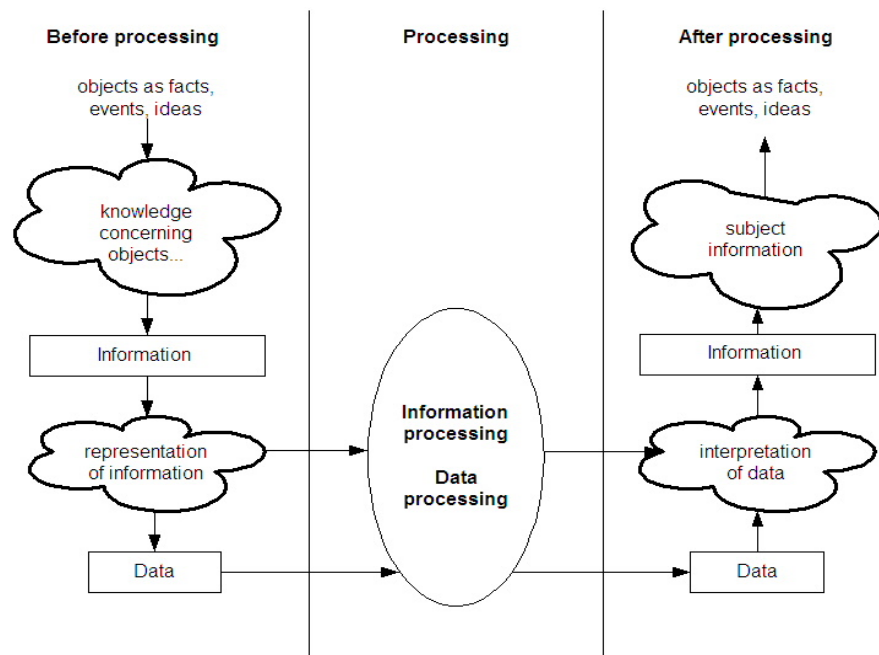 Before processing
objects as facts,
events, ideas
knowledge
concerning
objects...
Information
representation
of information
Data
Processing
Information
processing
Data
processing
After processing
objects as facts,
events, ideas
subject
information
Information
interpretation
of data
Data